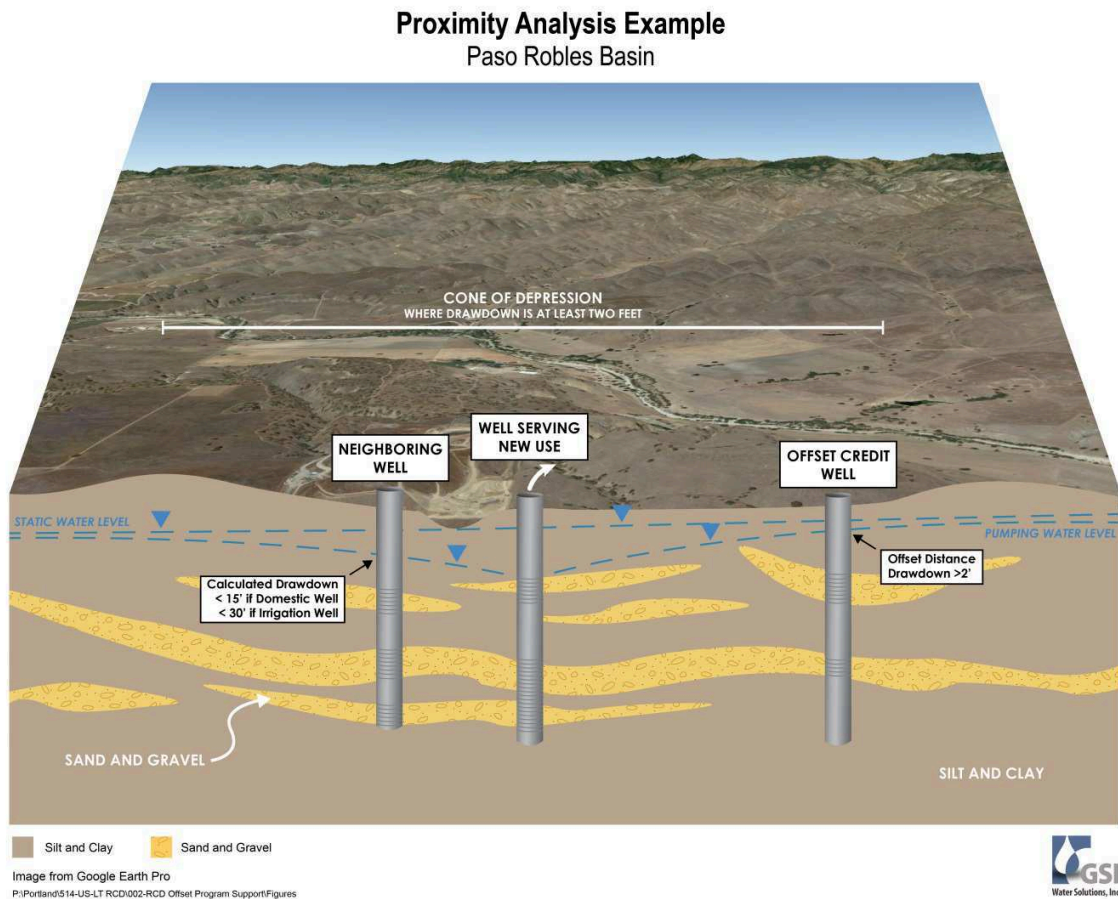 Proximity Analysis Example
Paso Robles Basin
CONE OF DEPRESSION
WHERE DRAWDOWN IS AT LEAST TWO FEET
NEIGHBORING
WELL
WELL SERVING
NEW USE
OFFSET CREDIT
WELL
STATIC WATER LEVEL
PUMPING WATER LEVEL
Calculated Drawdown
< 15' if Domestic Well
< 30' if Irrigation Well
Offset Distance
Drawdown >2'
SAND AND GRAVEL
SILT AND CLAY
Silt and Clay
Sand and Gravel
Image from Google Earth Pro
P:\Portland\514-US-LT RCD\002-RCD Offset Program Support\Figures
GSI
Water Solutions, Inc